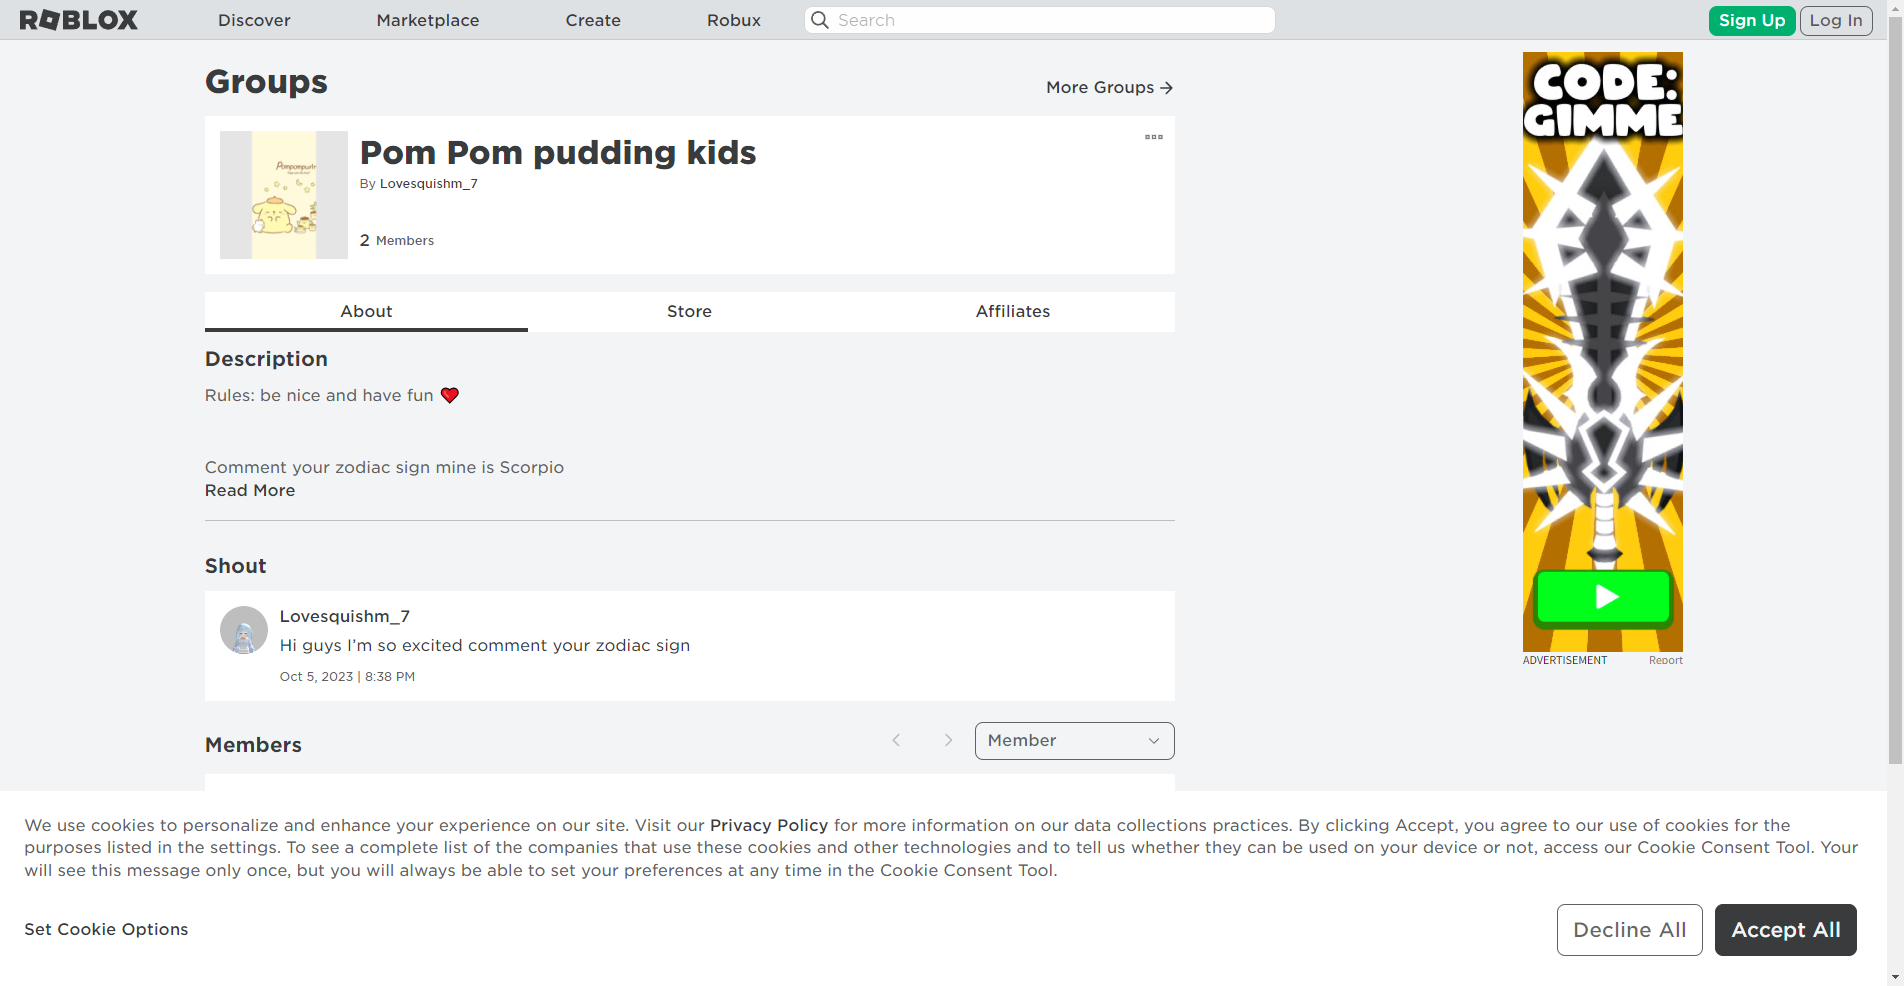 ROBLOX
Discover
Marketplace
Create
Robux
Search
Sign Up
Log In
Groups
More Groups
Pom Pom pudding kids
By Lovesquishm_7
2 Members
About
Store
Affiliates
Description
Rules: be nice and have fun ❤
Comment your zodiac sign mine is Scorpio
Read More
Shout
Lovesquishm_7
Hi guys I'm so excited comment your zodiac sign
Oct 5, 2023 | 8:38 PM
Members
Member
CODE:
GIMME
ADVERTISEMENT
Report
We use cookies to personalize and enhance your experience on our site. Visit our Privacy Policy for more information on our data collections practices. By clicking Accept, you agree to our use of cookies for the
purposes listed in the settings. To see a complete list of the companies that use these cookies and other technologies and to tell us whether they can be used on your device or not, access our Cookie Consent Tool. Your
will see this message only once, but you will always be able to set your preferences at any time in the Cookie Consent Tool.
Set Cookie Options
Decline All
Accept All